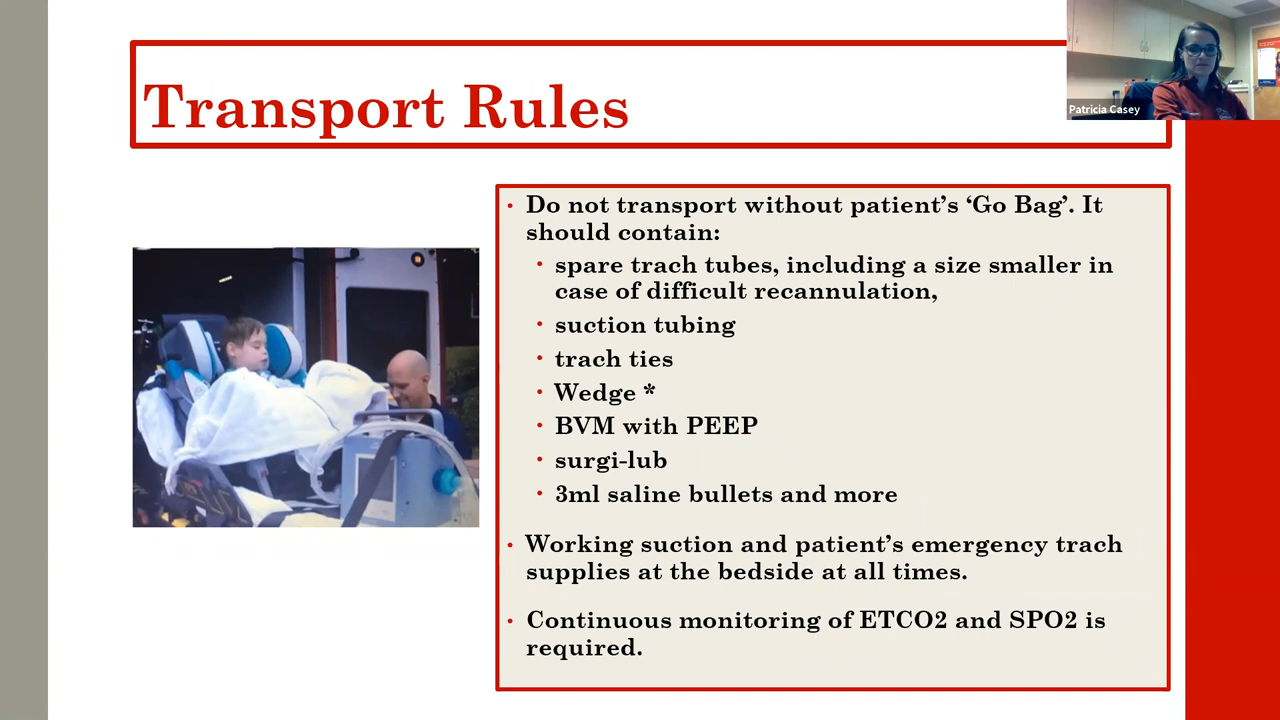 Transport Rules
Patricia Casey
• Do not transport without patient’s ‘Go Bag’. It
should contain:
• spare trach tubes, including a size smaller in
case of difficult recannulation,
• suction tubing
• trach ties
• Wedge *
• BVM with PEEP
• surgi-lub
• 3ml saline bullets and more
• Working suction and patient’s emergency trach
supplies at the bedside at all times.
• Continuous monitoring of ETCO2 and SPO2 is
required.